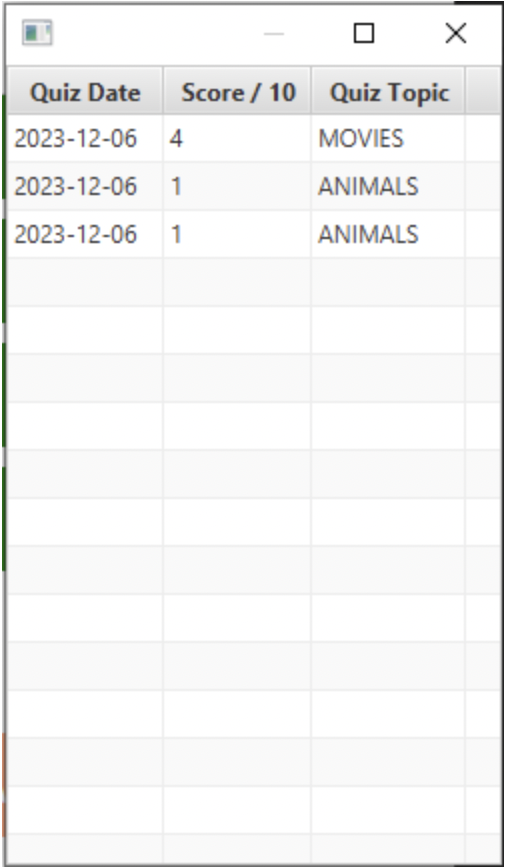 Quiz Date Score / 10 Quiz Topic
2023-12-06 4 MOVIES
2023-12-06 1 ANIMALS
2023-12-06 1 ANIMALS